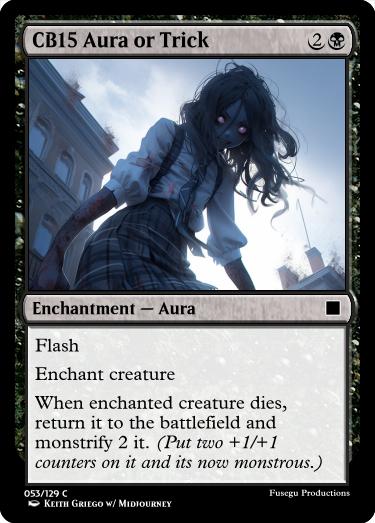 CB15 Aura or Trick 2
Enchantment — Aura
Flash
Enchant creature
When enchanted creature dies,
return it to the battlefield and
monstrify 2 it. (Put two +1/+1
counters on it and its now monstrous.)
053/129 C
Fusegu Productions
Keith Griego w/ Midjourney